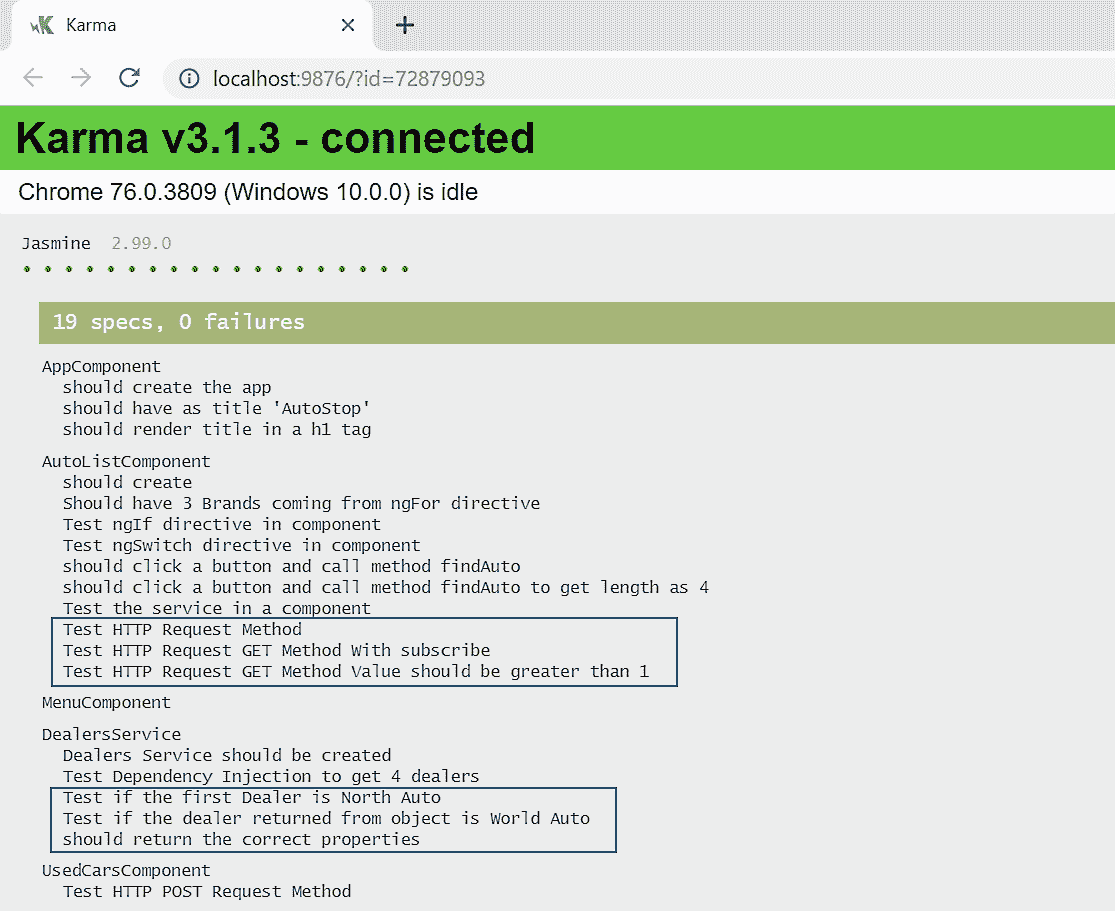 Karma
localhost:9876/?id=72879093
Karma v3.1.3 - connected
Chrome 76.0.3809 (Windows 10.0.0) is idle
Jasmine 2.99.0
19 specs, 0 failures
AppComponent
should create the app
should have as title 'AutoStop'
should render title in a h1 tag
AutoListComponent
should create
Should have 3 Brands coming from ngFor directive
Test ngIf directive in component
Test ngSwitch directive in component
should click a button and call method findAuto
should click a button and call method findAuto to get length as 4
Test the service in a component
Test HTTP Request Method
Test HTTP Request GET Method With subscribe
Test HTTP Request GET Method Value should be greater than 1
MenuComponent
DealersService
Dealers Service should be created
Test Dependency Injection to get 4 dealers
Test if the first Dealer is North Auto
Test if the dealer returned from object is World Auto
should return the correct properties
UsedCarsComponent
Test HTTP POST Request Method